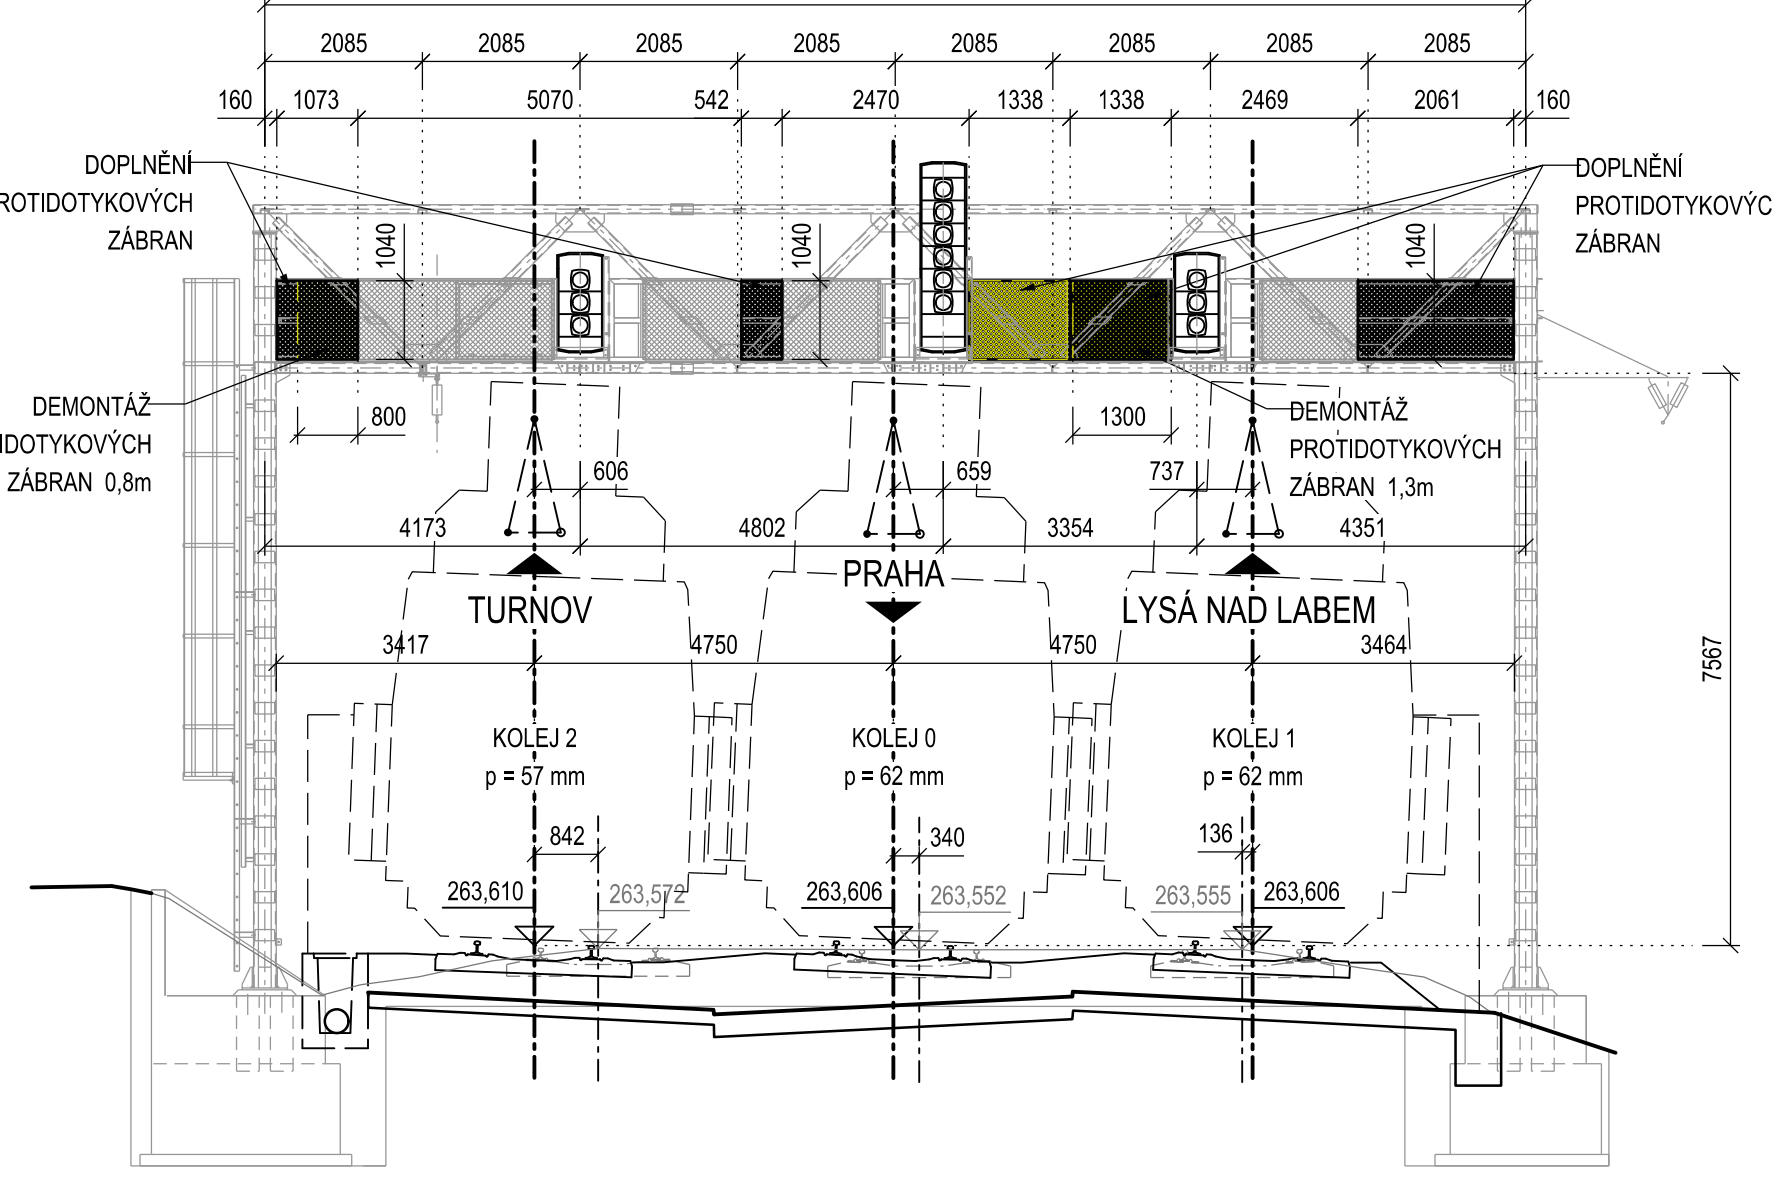 2085 2085 2085 2085 2085 2085 2085 2085
160 1073 5070 542 2470 1338 1338 2469 2061 160
DOPLNĚNÍ
ROTIDOTYKOVÝCH
ZÁBRAN
DOPLNĚNÍ
PROTIDOTYKOVÝC
ZÁBRAN
1040 1040 1040
DEMONTÁŽ
IDOTYKOVÝCH
ZÁBRAN 0,8m
800 1300
DEMONTÁŽ
PROTIDOTYKOVÝCH
ZÁBRAN 1,3m
606 659 737
4173 4802 3354 4351
TURNOV
PRAHA
LYSÁ NAD LABEM
3417 4750 4750 3464
7567
KOLEJ 2
p = 57 mm
KOLEJ 0
p = 62 mm
KOLEJ 1
p = 62 mm
842 340 136
263,610 263,572 263,606 263,552 263,555 263,606